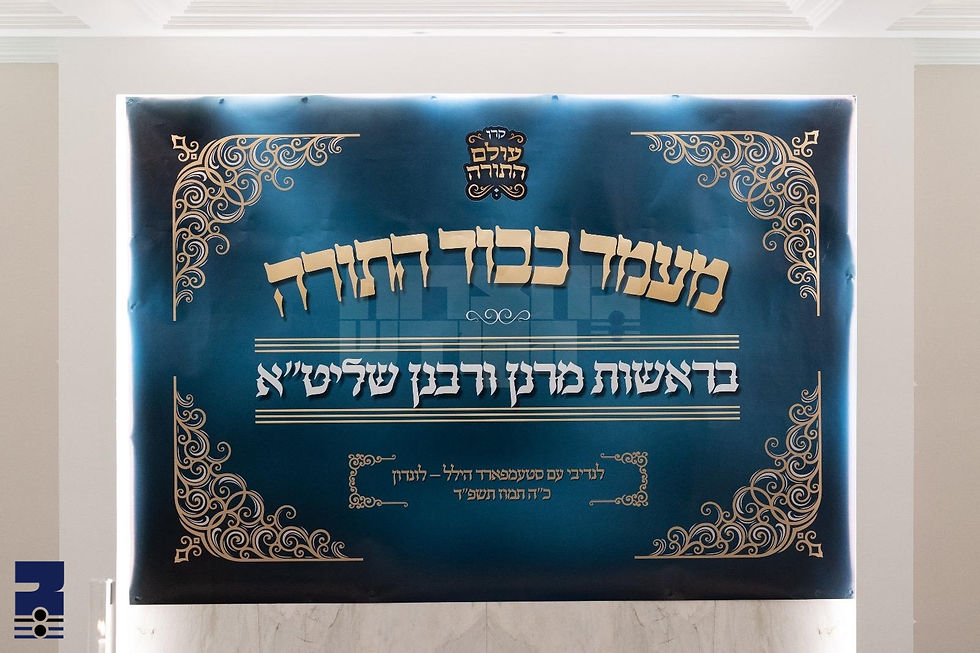 קרן
עולם
התורה
מעמד כבוד התורה
בראשות מרנן ורבנן שליט"א
לנדיבי עם סטעמפארד הילל – לונדון
כ"ה תמוז תשפ"ד